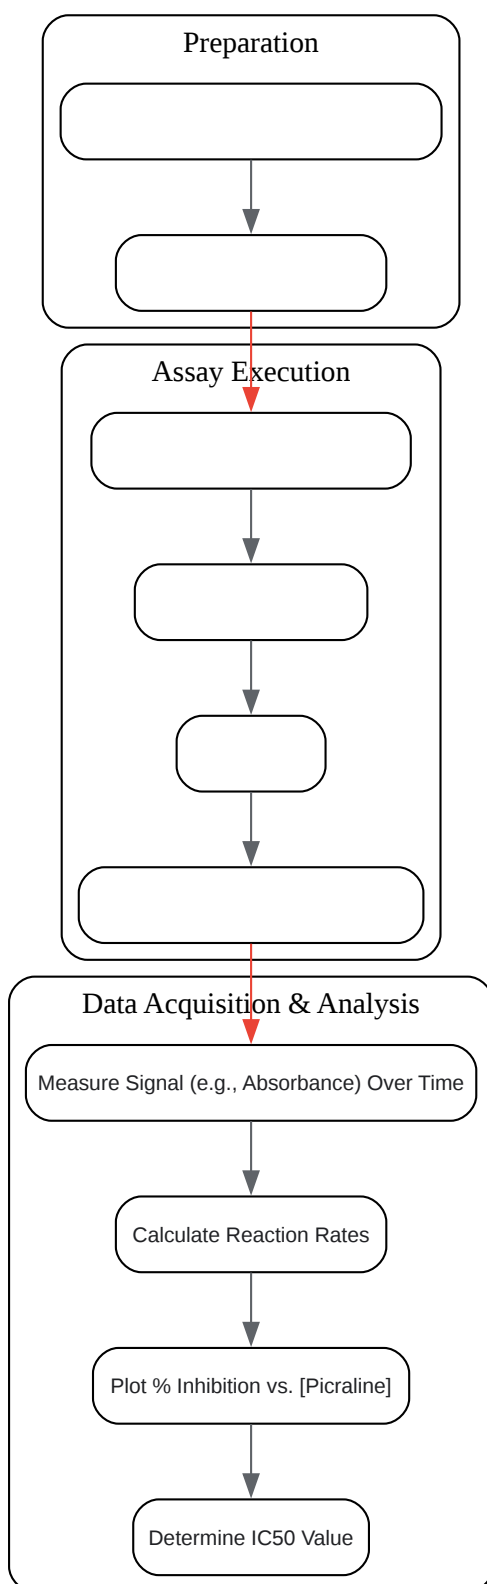 Preparation
Assay Execution
Data Acquisition & Analysis
Measure Signal (e.g., Absorbance) Over Time
Calculate Reaction Rates
Plot % Inhibition vs. [Picraline]
Determine IC50 Value